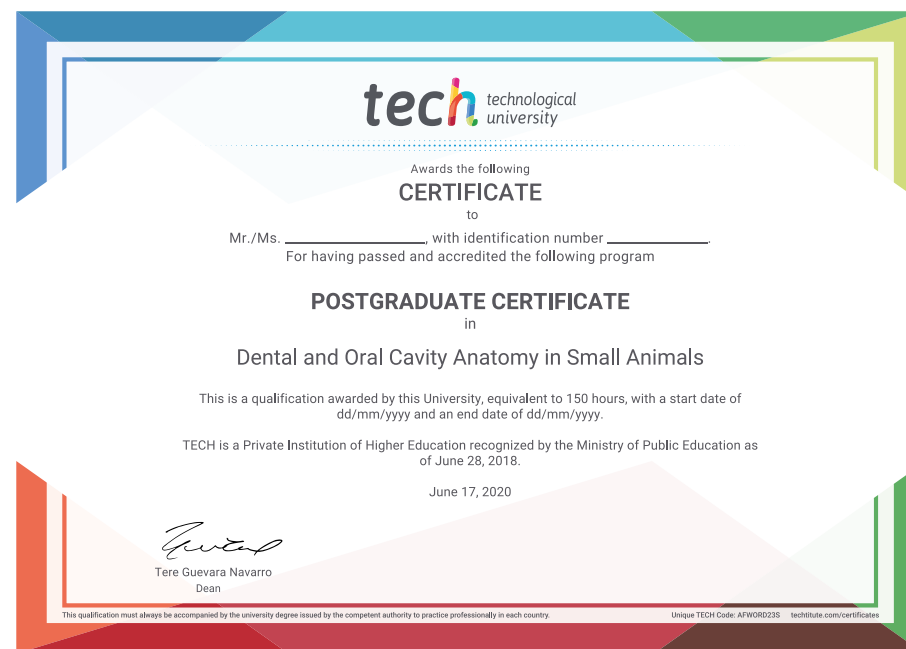 tech technological
university
Awards the following
CERTIFICATE
to
Mr./Ms. ____________________, with identification number ______________.
For having passed and accredited the following program
POSTGRADUATE CERTIFICATE
in
Dental and Oral Cavity Anatomy in Small Animals
This is a qualification awarded by this University, equivalent to 150 hours, with a start date of
dd/mm/yyyy and an end date of dd/mm/yyyy.
TECH is a Private Institution of Higher Education recognized by the Ministry of Public Education as
of June 28, 2018.
June 17, 2020
Tere Guevara Navarro
Dean
This qualification must always be accompanied by the university degree issued by the competent authority to practice professionally in each country. Unique TECH Code: AFWORD23S techtitute.com/certificates